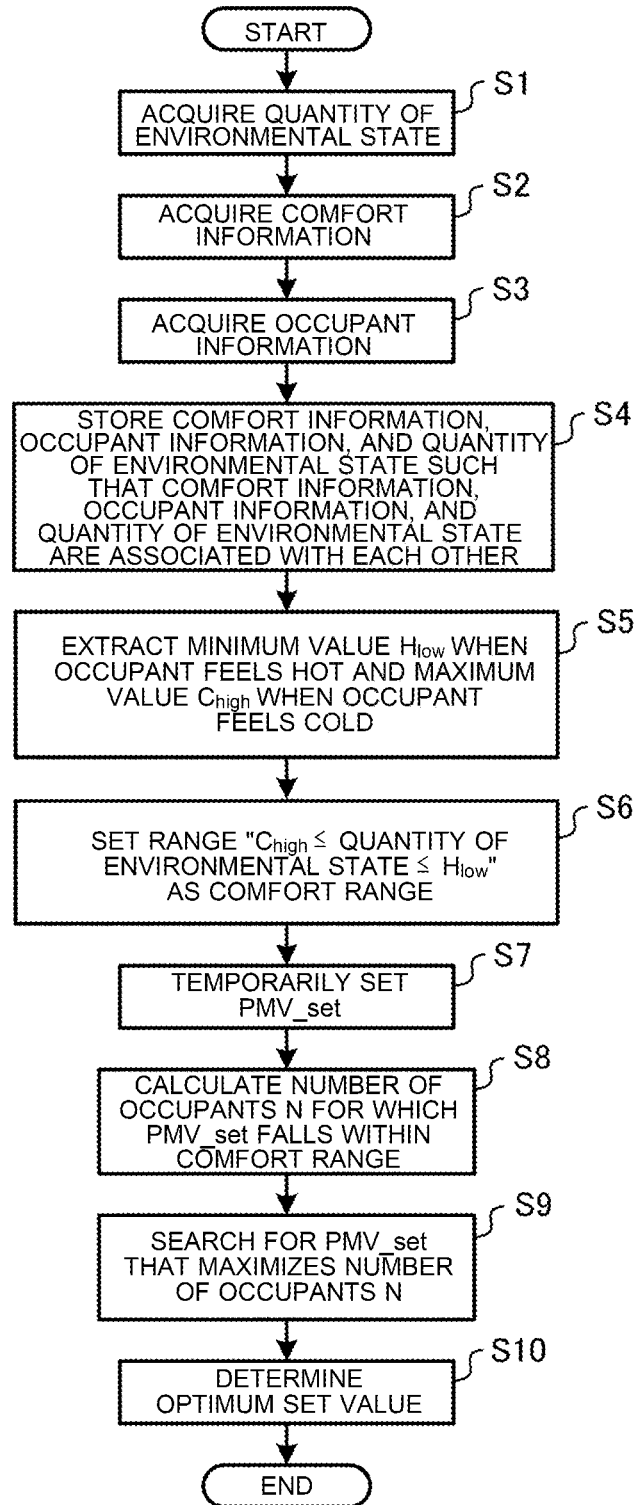 START
S1
ACQUIRE QUANTITY OF
ENVIRONMENTAL STATE
S2
ACQUIRE COMFORT
INFORMATION
S3
ACQUIRE OCCUPANT
INFORMATION
S4
STORE COMFORT INFORMATION,
OCCUPANT INFORMATION, AND QUANTITY
OF ENVIRONMENTAL STATE SUCH
THAT COMFORT INFORMATION,
OCCUPANT INFORMATION, AND
QUANTITY OF ENVIRONMENTAL STATE
ARE ASSOCIATED WITH EACH OTHER
S5
EXTRACT MINIMUM VALUE Hlow WHEN
OCCUPANT FEELS HOT AND MAXIMUM
VALUE Chigh WHEN OCCUPANT
FEELS COLD
S6
SET RANGE "Chigh ≦ QUANTITY OF
ENVIRONMENTAL STATE ≦ Hlow"
AS COMFORT RANGE
S7
TEMPORARILY SET
PMV_set
S8
CALCULATE NUMBER OF
OCCUPANTS N FOR WHICH
PMV_set FALLS WITHIN
COMFORT RANGE
S9
SEARCH FOR PMV_set
THAT MAXIMIZES NUMBER
OF OCCUPANTS N
S10
DETERMINE
OPTIMUM SET VALUE
END